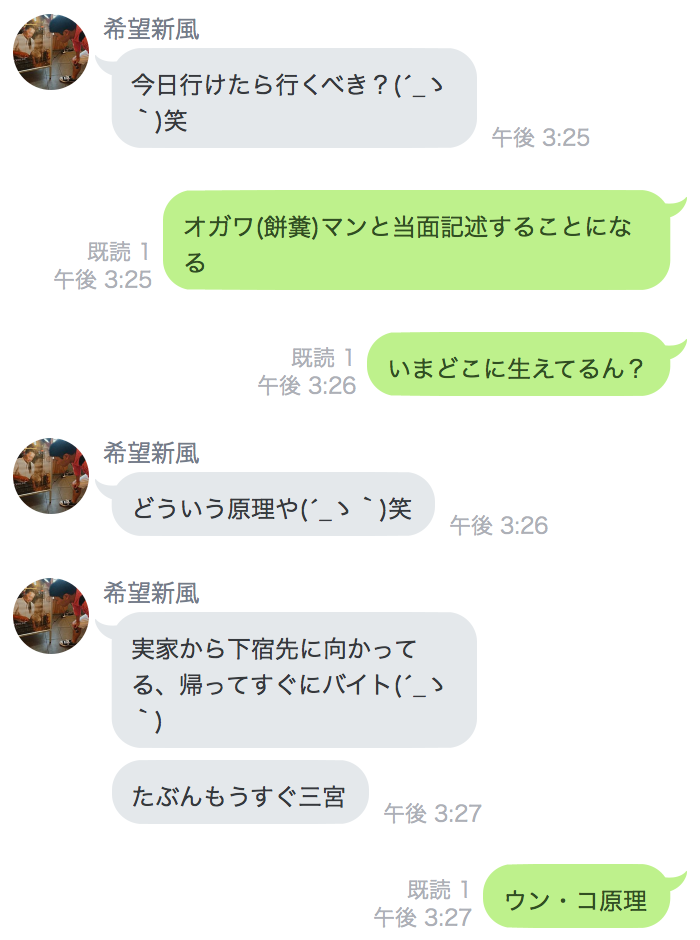 希望新風
今日行けたら行くべき？(´_ゝ
｀)笑
午後 3:25
オガワ(餅糞)マンと当面記述することにな
る
既読 1
午後 3:25
いまどこに生えてるん？
既読 1
午後 3:26
希望新風
どういう原理や(´_ゝ｀)笑
午後 3:26
希望新風
実家から下宿先に向かって
る、帰ってすぐにバイト(´_ゝ
｀)
たぶんもうすぐ三宮
午後 3:27
ウン・コ原理
既読 1
午後 3:27